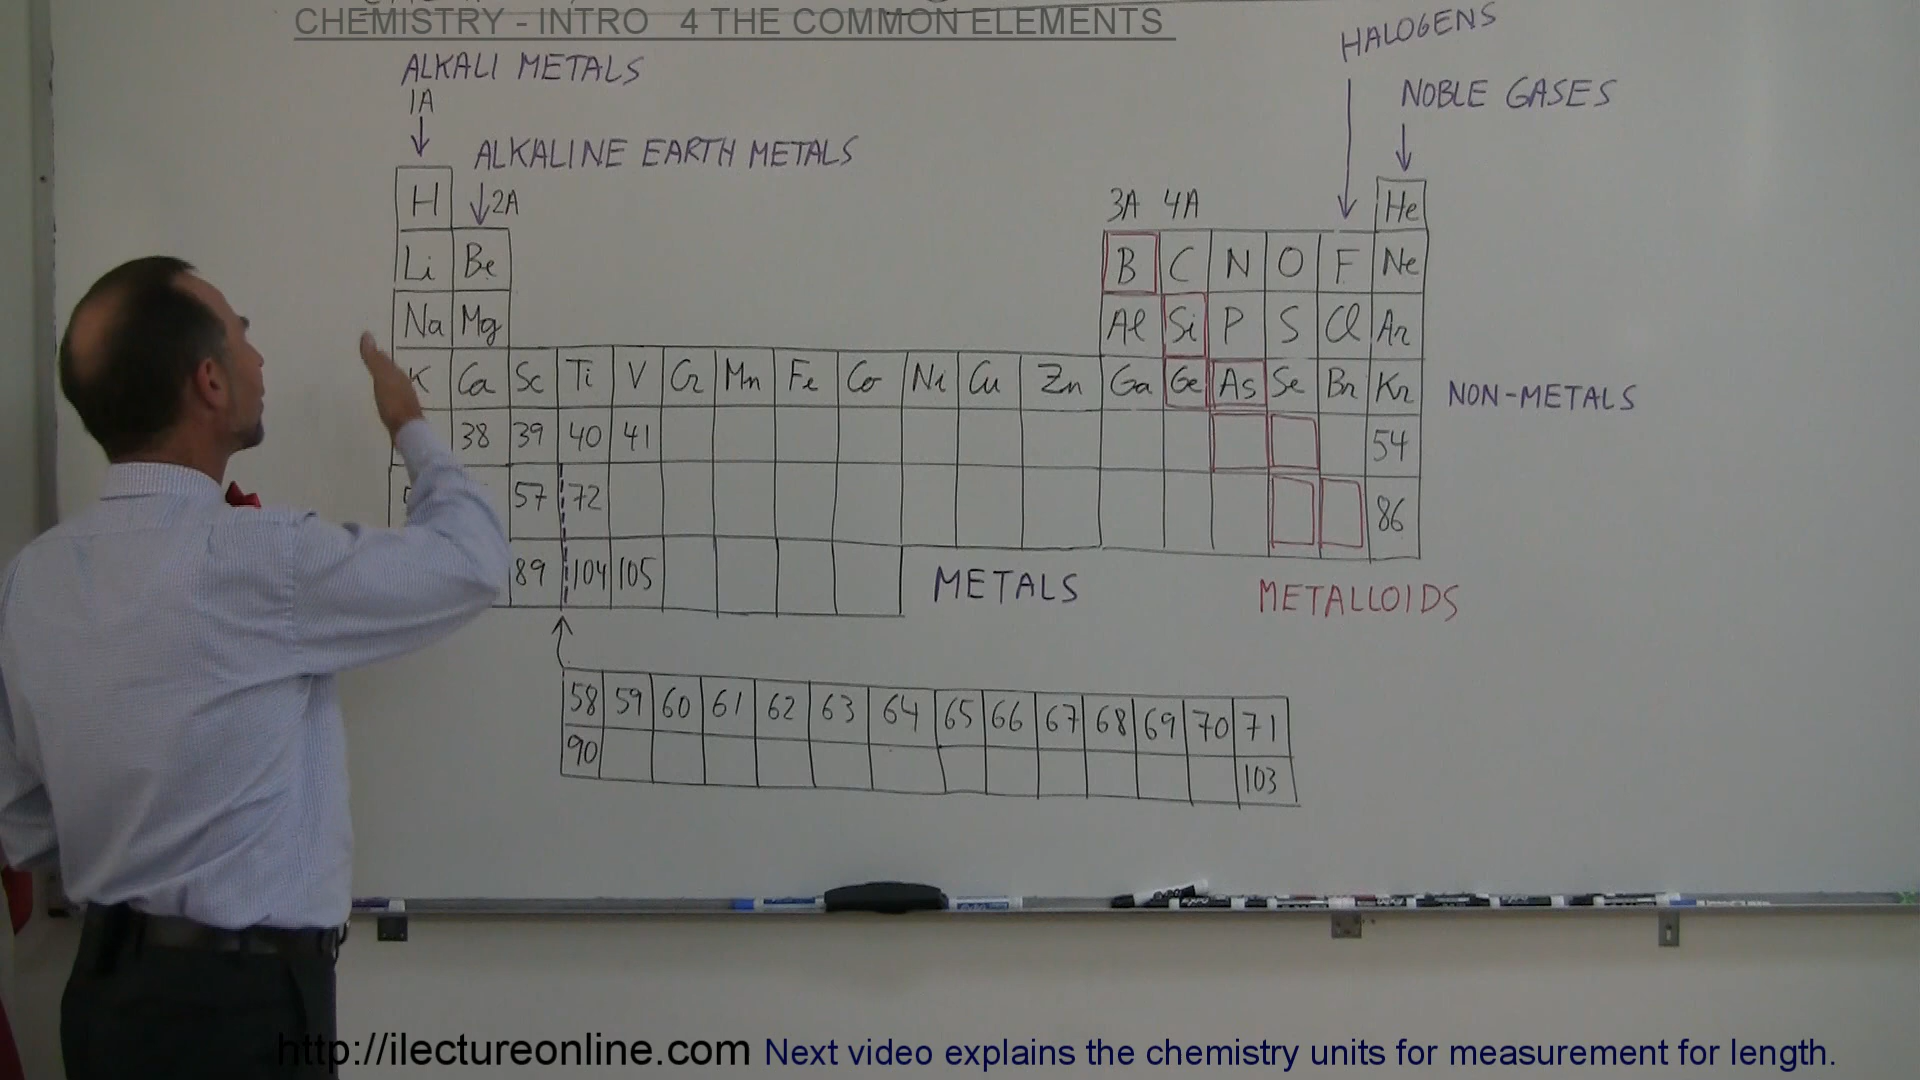 CHEMISTRY - INTRO 4 THE COMMON ELEMENTS
HALOGENS
ALKALI METALS
NOBLE GASES
1A
ALKALINE EARTH METALS
2A
3A 4A
H He
Li Be B C N O F Ne
Na Mg Al Si P S Cl Ar
K Ca Sc Ti V Cr Mn Fe Co Ni Cu Zn Ga Ge As Se Br Kr
NON-METALS
38 39 40 41 54
57 72 86
89 104 105
METALS
METALLOIDS
58 59 60 61 62 63 64 65 66 67 68 69 70 71
90 103
http://ilectureonline.com Next video explains the chemistry units for measurement for length.